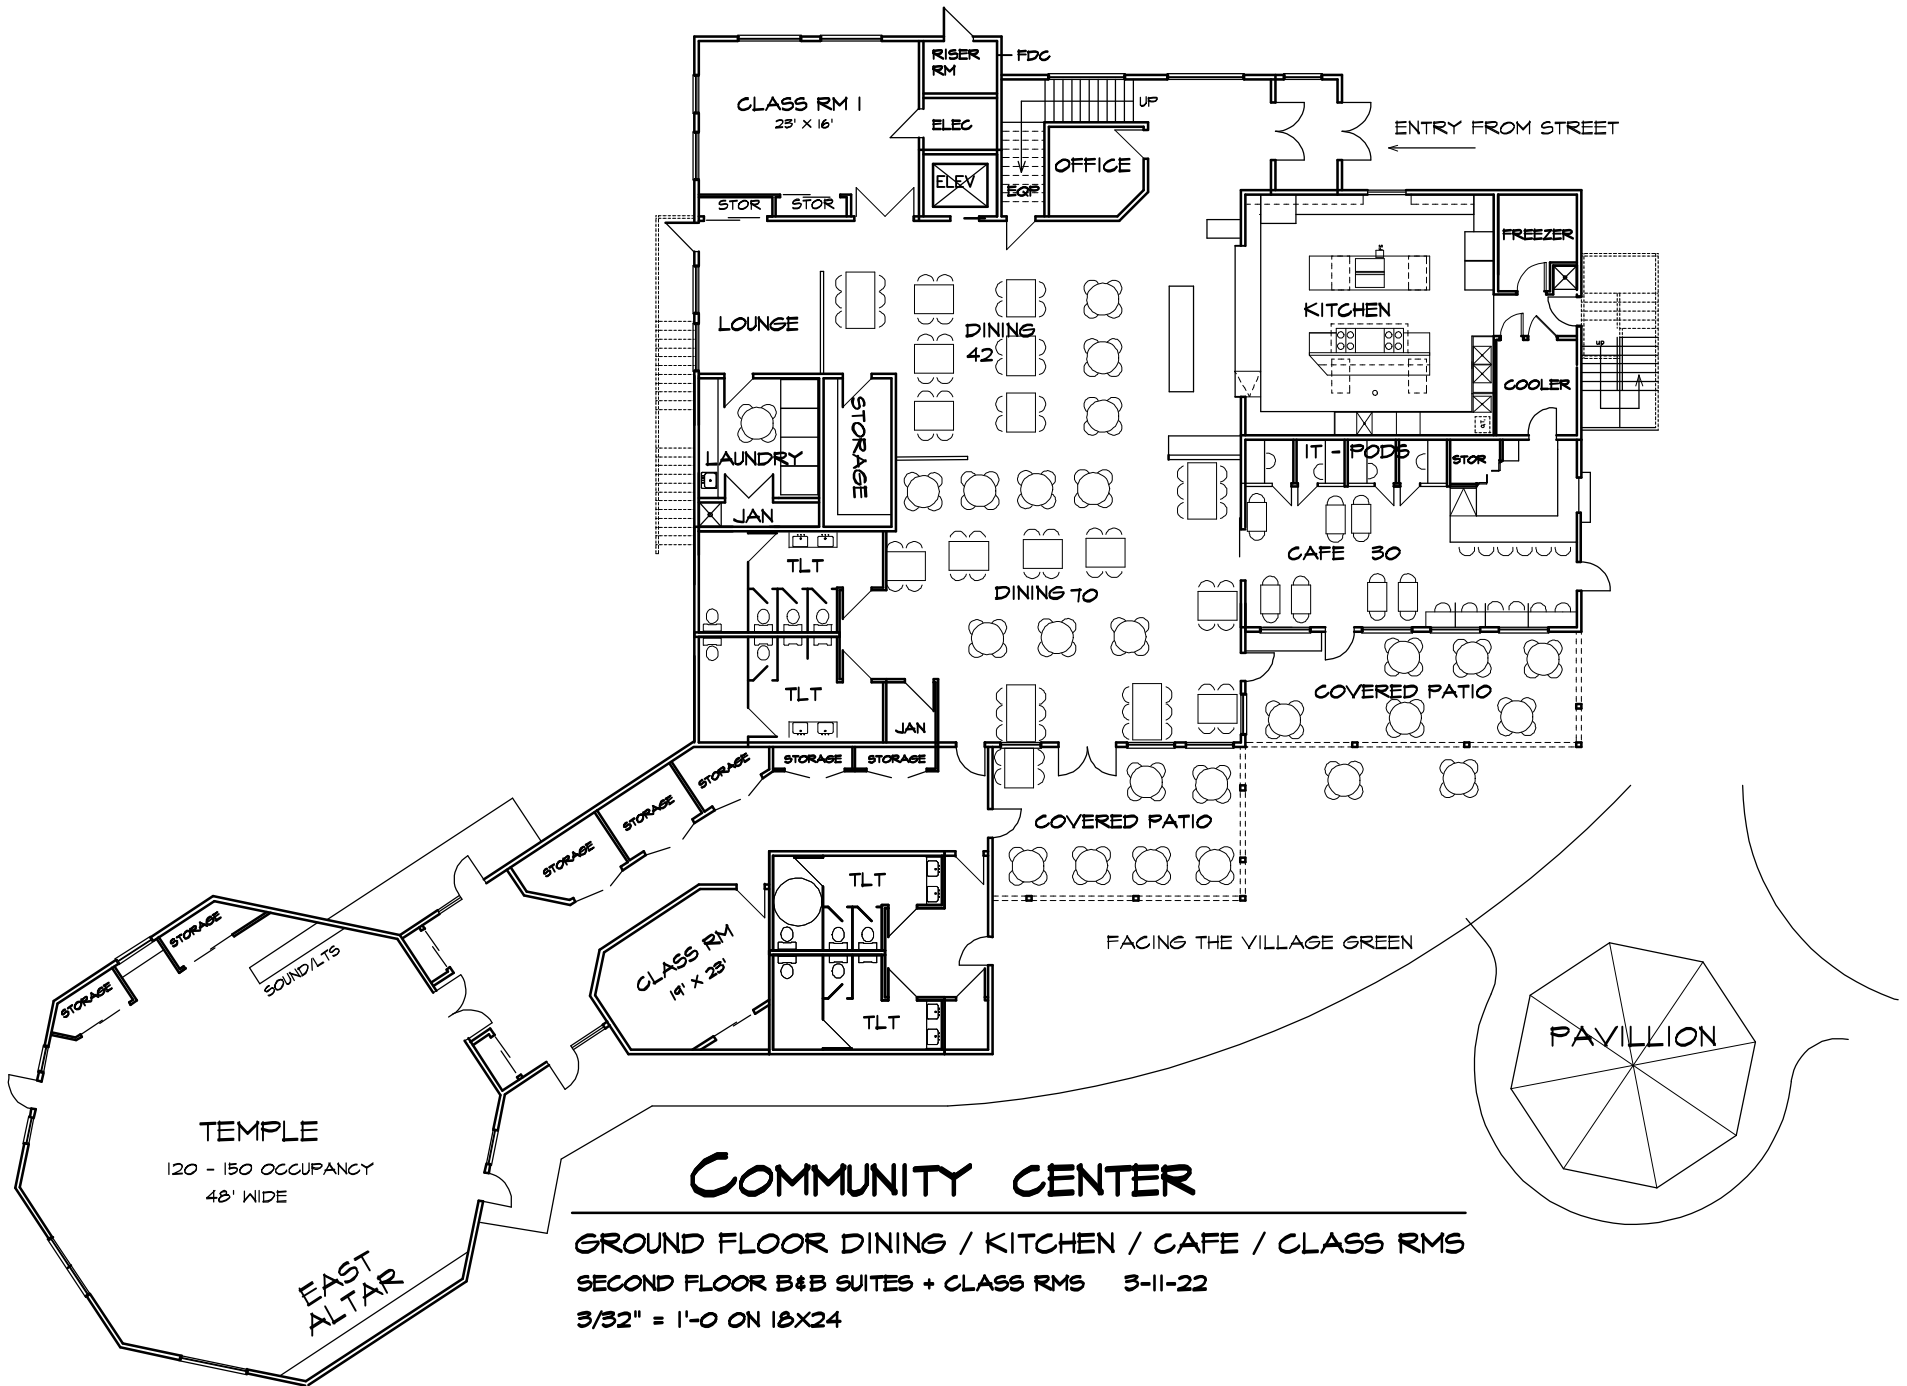 RISER
RM
FDC
CLASS RM 1
23' X 16'
ELEC
UP
ENTRY FROM STREET
OFFICE
ELEV
EQP
STOR
STOR
FREEZER
LOUNGE
DINING
42
KITCHEN
UP
COOLER
STORAGE
LAUNDRY
IT - PODS
STOR
JAN
CAFE 30
TLT
DINING 70
TLT
COVERED PATIO
JAN
STORAGE
STORAGE
STORAGE
STORAGE
STORAGE
COVERED PATIO
TLT
STORAGE
CLASS RM
19' X 23'
FACING THE VILLAGE GREEN
SOUND/LTS
STORAGE
TLT
PAVILLION
TEMPLE
120 - 150 OCCUPANCY
48' WIDE
COMMUNITY CENTER
GROUND FLOOR DINING / KITCHEN / CAFE / CLASS RMS
EAST
ALTAR
SECOND FLOOR B&B SUITES + CLASS RMS 3-11-22
3/32" = 1'-0 ON 18X24